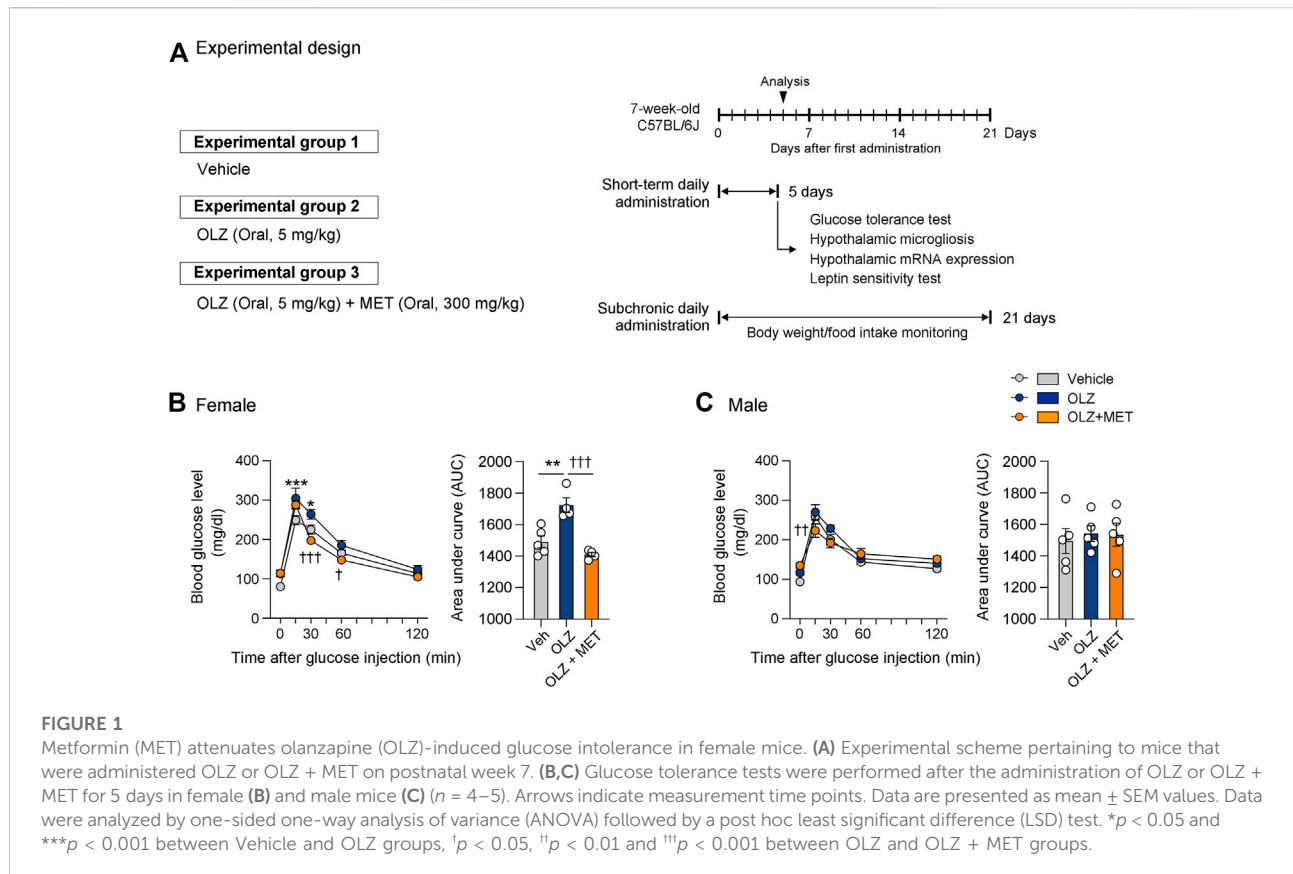 A Experimental design
Experimental group 1
Vehicle
Experimental group 2
OLZ (Oral, 5 mg/kg)
Experimental group 3
OLZ (Oral, 5 mg/kg) + MET (Oral, 300 mg/kg)
Analysis
7-week-old
C57BL/6J
0 7 14 21 Days
Days after first administration
Short-term daily
administration
5 days
Glucose tolerance test
Hypothalamic microgliosis
Hypothalamic mRNA expression
Leptin sensitivity test
Subchronic daily
administration
21 days
Body weight/food intake monitoring
Vehicle
OLZ
OLZ+MET
B Female
Blood glucose level
(mg/dl)
400
300
200
100
0
***
*
†††
†
0 30 60 120
Time after glucose injection (min)
Area under curve (AUC)
2000
1800
1600
1400
1200
1000
** †††
Veh
OLZ
OLZ + MET
C Male
Blood glucose level
(mg/dl)
400
300
200
100
0
††
0 30 60 120
Time after glucose injection (min)
Area under curve (AUC)
2000
1800
1600
1400
1200
1000
Veh
OLZ
OLZ + MET
FIGURE 1
Metformin (MET) attenuates olanzapine (OLZ)-induced glucose intolerance in female mice. (A) Experimental scheme pertaining to mice that
were administered OLZ or OLZ + MET on postnatal week 7. (B,C) Glucose tolerance tests were performed after the administration of OLZ or OLZ +
MET for 5 days in female (B) and male mice (C) (n = 4–5). Arrows indicate measurement time points. Data are presented as mean ± SEM values. Data
were analyzed by one-sided one-way analysis of variance (ANOVA) followed by a post hoc least significant difference (LSD) test. *p < 0.05 and
***p < 0.001 between Vehicle and OLZ groups, †p < 0.05, ††p < 0.01 and †††p < 0.001 between OLZ and OLZ + MET groups.